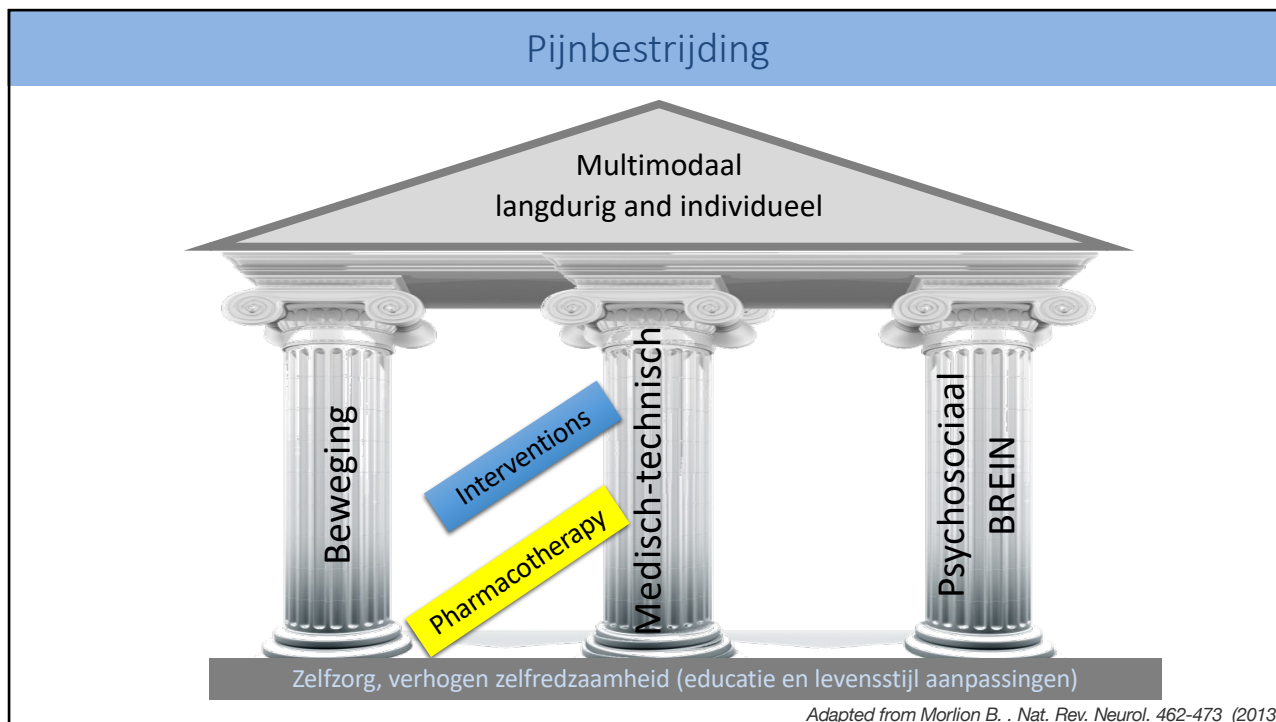 Pijnbestrijding
Multimodaal
langdurig and individueel
Beweging
Interventions
Pharmacotherapy
Medisch-technisch
Psychosociaal
BREIN
Zelfzorg, verhogen zelfredzaamheid (educatie en levensstijl aanpassingen)
Adapted from Morlion B. , Nat. Rev. Neurol. 462-473 (2013